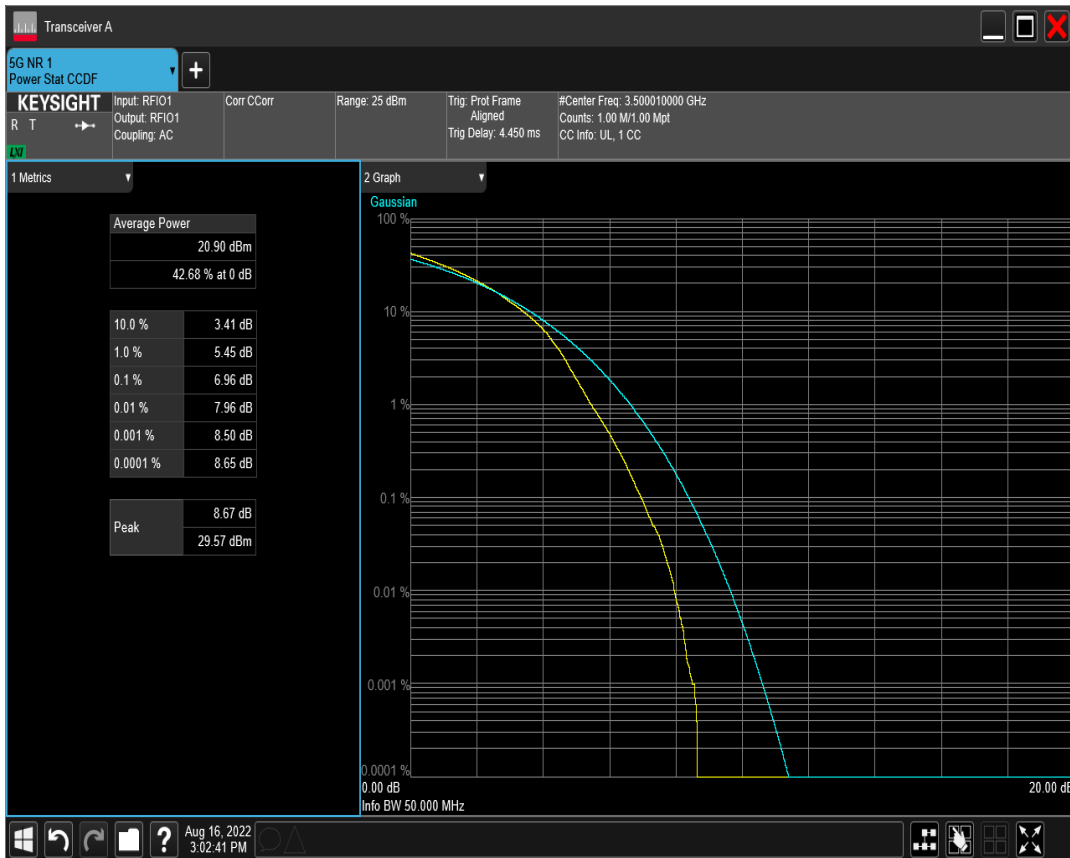 Transceiver A
5G NR 1
Power Stat CCDF
KEYSIGHT
R T
LXI
Input: RFIO1
Output: RFIO1
Coupling: AC
Corr CCorr
Range: 25 dBm
Trig: Prot Frame
Aligned
Trig Delay: 4.450 ms
#Center Freq: 3.500010000 GHz
Counts: 1.00 M/1.00 Mpt
CC Info: UL, 1 CC
1 Metrics
Average Power
20.90 dBm
42.68 % at 0 dB
10.0 % 3.41 dB
1.0 % 5.45 dB
0.1 % 6.96 dB
0.01 % 7.96 dB
0.001 % 8.50 dB
0.0001 % 8.65 dB
Peak
8.67 dB
29.57 dBm
2 Graph
Gaussian
100 %
10 %
1 %
0.1 %
0.01 %
0.001 %
0.0001 %
0.00 dB
20.00 dB
Info BW 50.000 MHz
?
Aug 16, 2022
3:02:41 PM